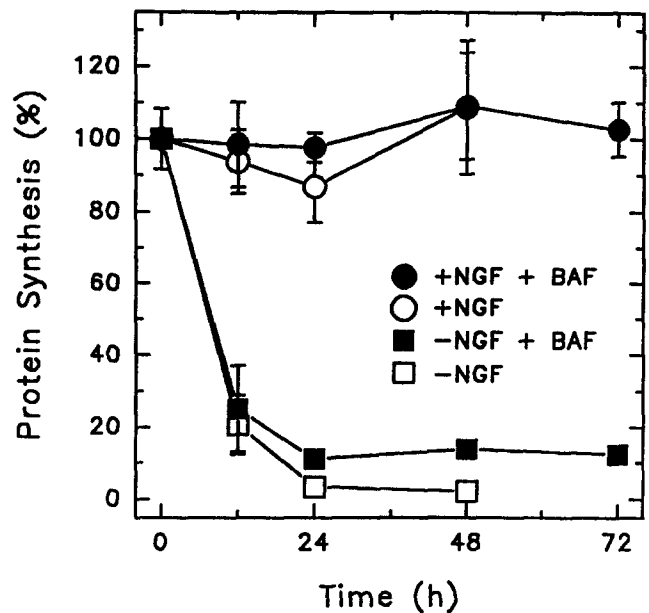 Protein Synthesis (%)
120
100
80
60
40
20
0
+NGF + BAF
+NGF
-NGF + BAF
-NGF
0
12
24
48
72
Time (h)